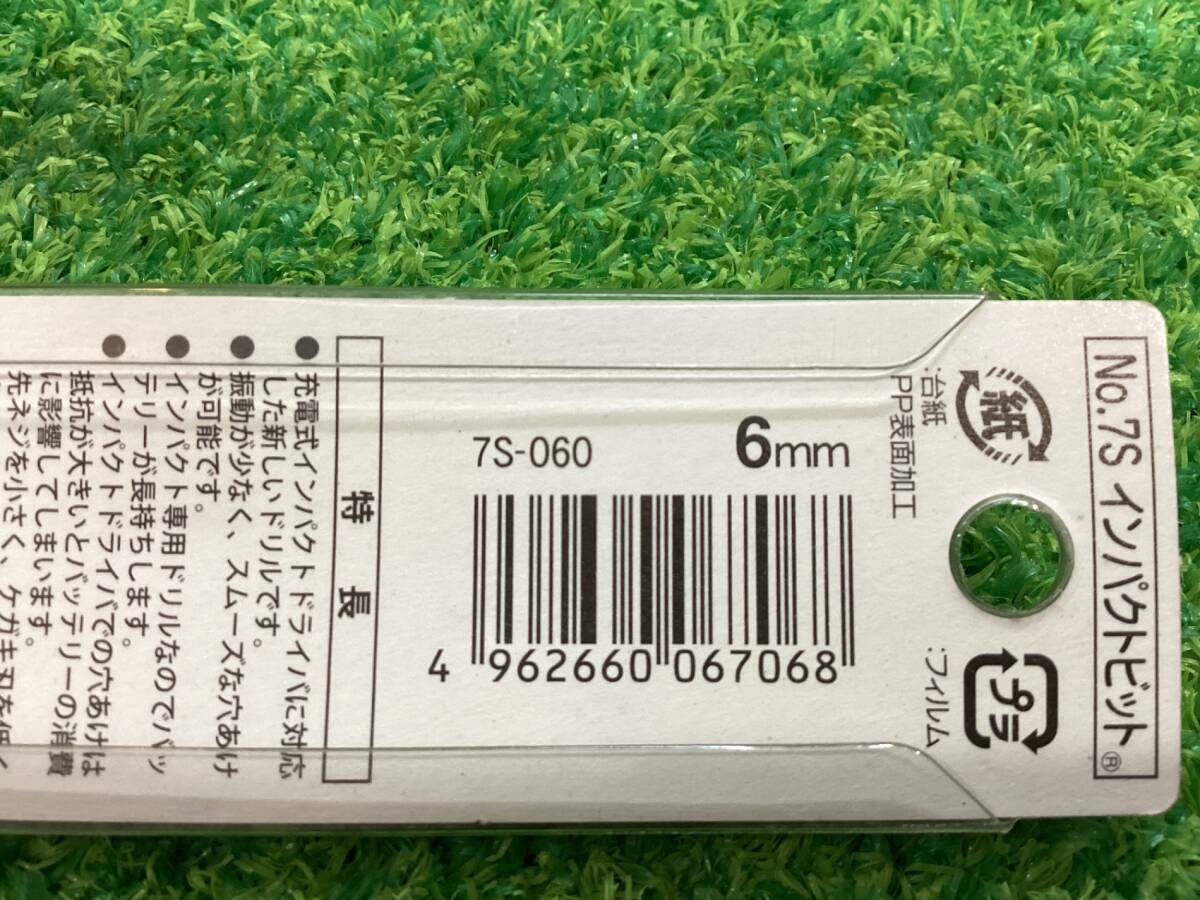 No.7S インパクトビット®
紙
:台紙
PP表面加工
プラ
:フィルム
6mm
7S-060
4 962660 067068
特長
●充電式インパクトドライバに対応
した新しいドリルです。
●振動が少なく、スムーズな穴あけ
が可能です。
●インパクト専用ドリルなのでバッ
テリーが長持ちします。
●インパクトドライバでの穴あけは
抵抗が大きいとバッテリーの消費
に影響してしまいます。
先ネジを小さく、ケガキ刃を低く